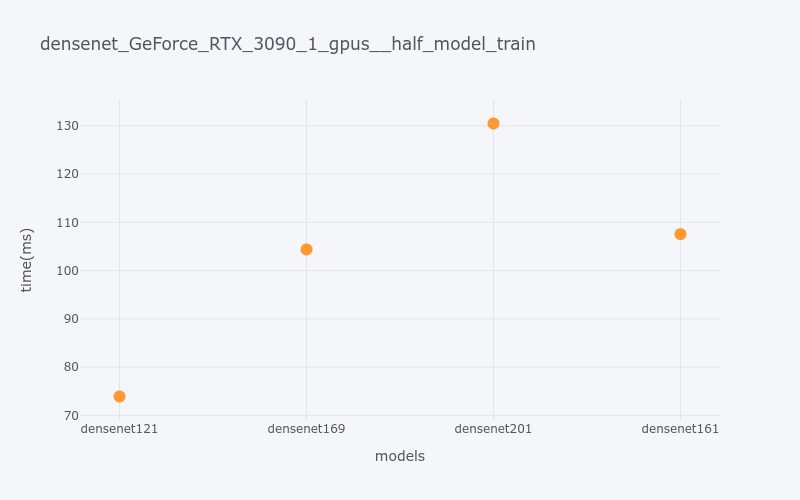 densenet_GeForce_RTX_3090_1_gpus__half_model_train
time(ms)
130
120
110
100
90
80
70
densenet121 densenet169 densenet201 densenet161
models